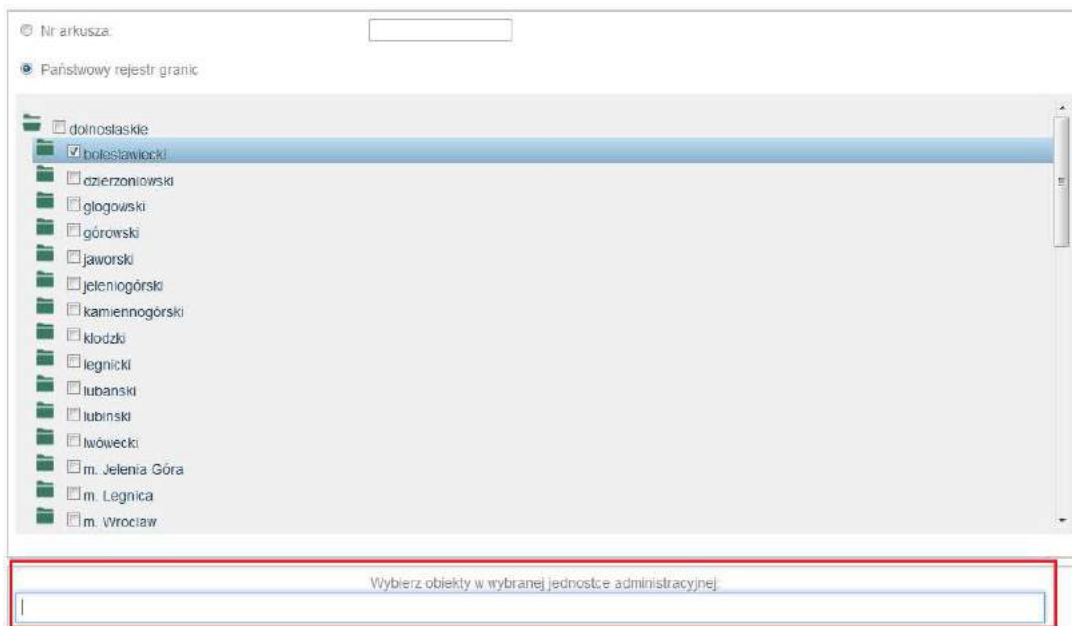 Nr arkusza:
Państwowy rejestr granic
dolnoslaskie
boleslawiecki
dzierzoniowski
glogowski
górowski
jaworski
jeleniogórski
kamiennogórski
klodzki
legnicki
lubanski
lubinski
lwówecki
m. Jelenia Góra
m. Legnica
m. Wroclaw
Wybierz obiekty w wybranej jednostce administracyjnej: